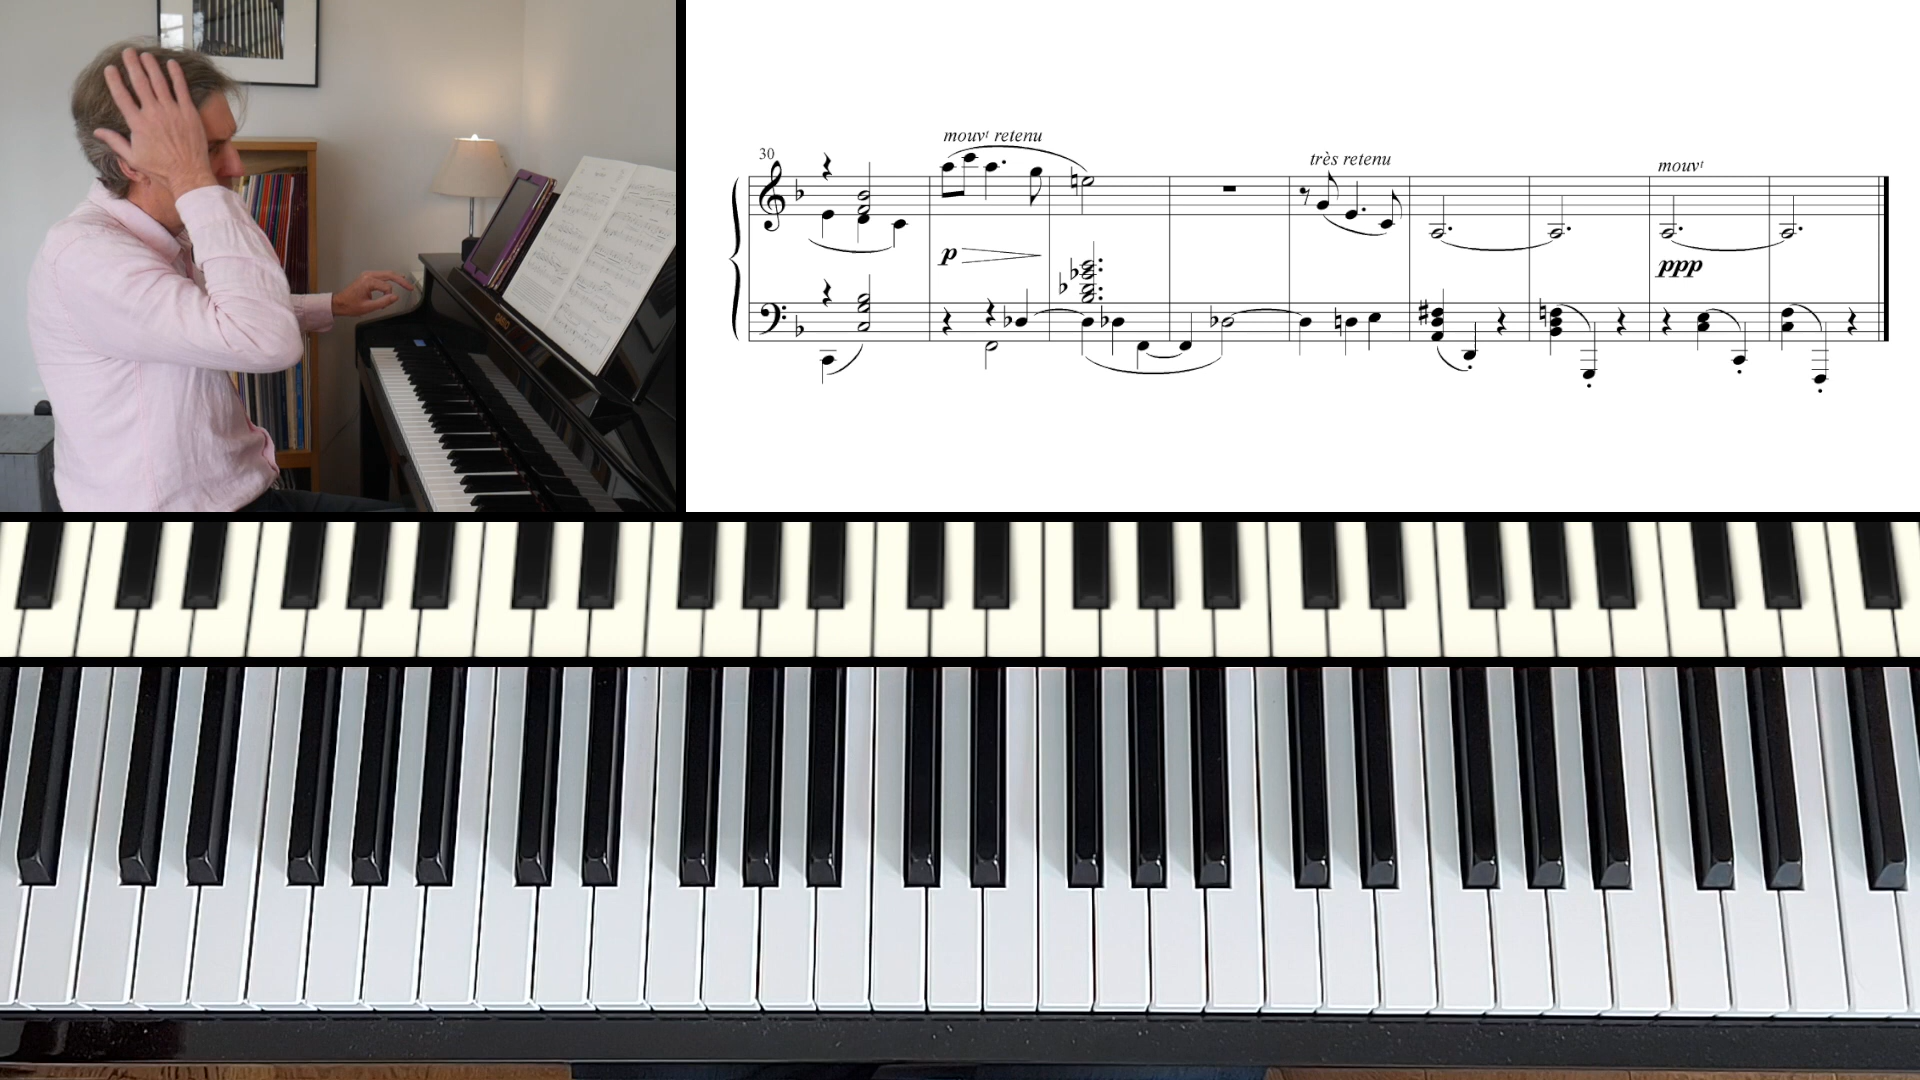 mouvᵗ retenu
30
très retenu
mouvᵗ
p
ppp